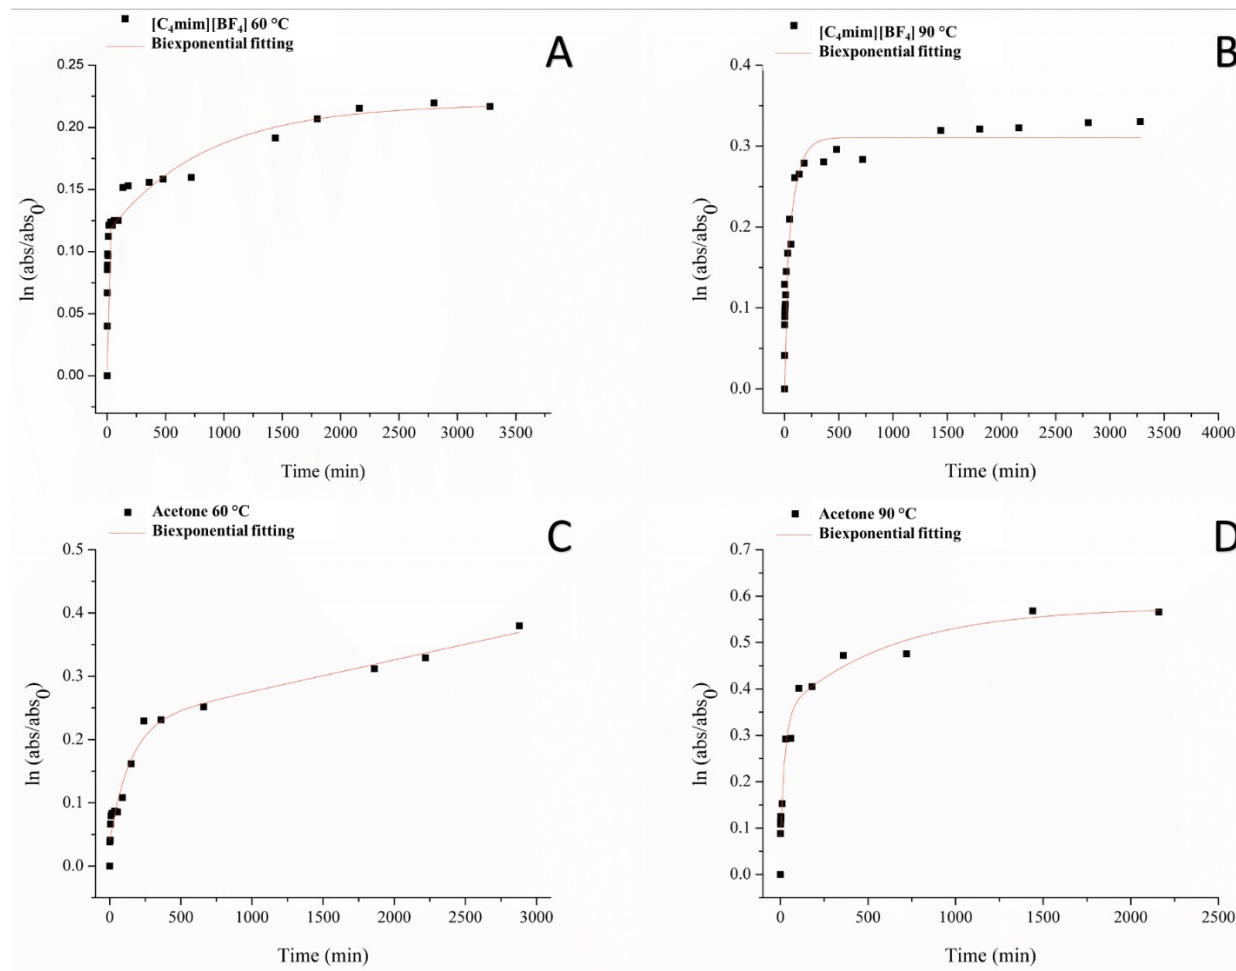 [C₄mim][BF₄] 60 °C
Biexponential fitting
A
0.25
0.20
0.15
0.10
0.05
0.00
ln (abs/abs₀)
0 500 1000 1500 2000 2500 3000 3500
Time (min)
[C₄mim][BF₄] 90 °C
Biexponential fitting
B
0.4
0.3
0.2
0.1
0.0
ln (abs/abs₀)
0 500 1000 1500 2000 2500 3000 3500 4000
Time (min)
Acetone 60 °C
Biexponential fitting
C
0.5
0.4
0.3
0.2
0.1
0.0
ln (abs/abs₀)
0 500 1000 1500 2000 2500 3000
Time (min)
Acetone 90 °C
Biexponential fitting
D
0.7
0.6
0.5
0.4
0.3
0.2
0.1
0.0
ln (abs/abs₀)
0 500 1000 1500 2000 2500
Time (min)